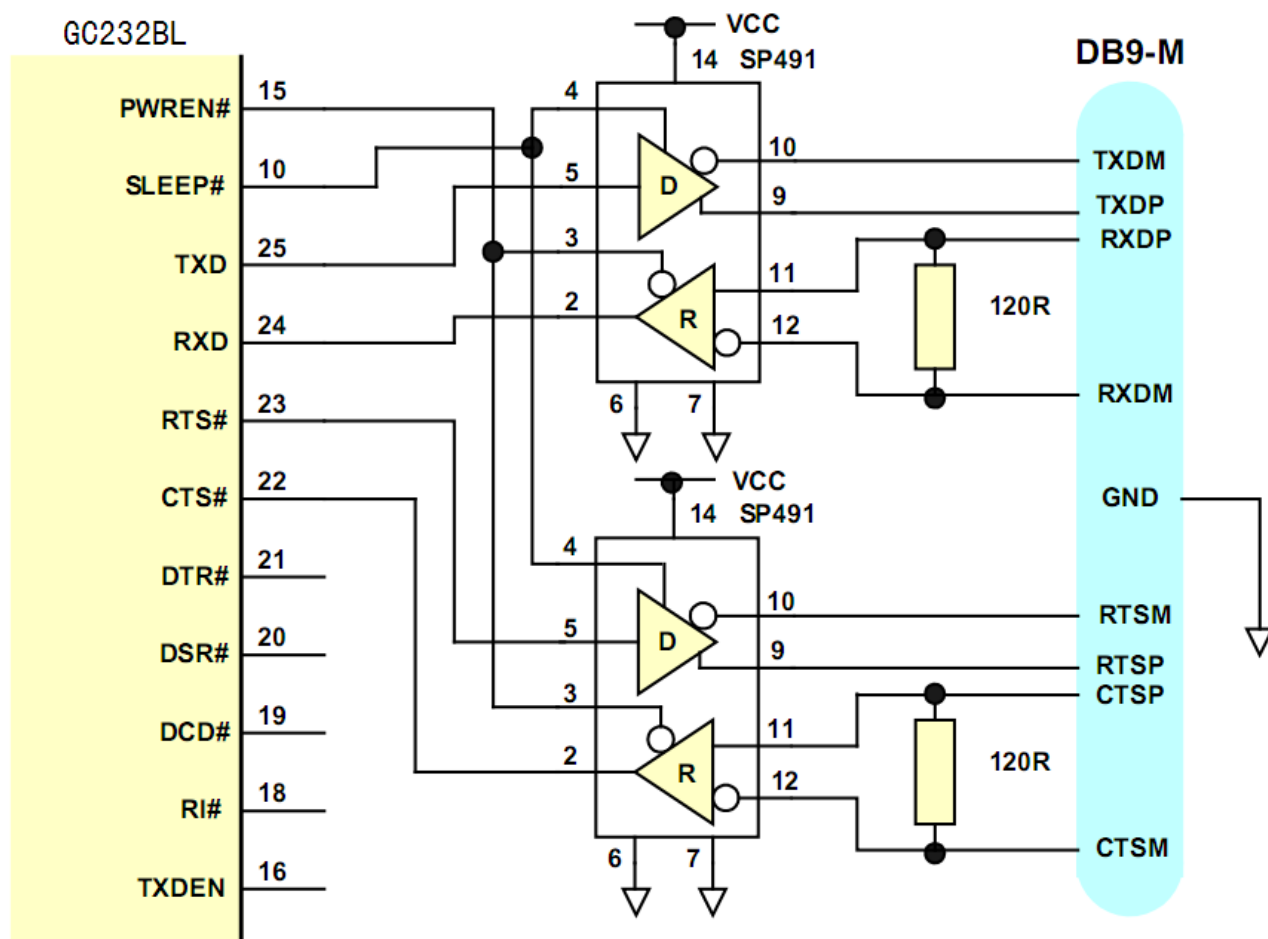 GC232BL
PWREN# 15
SLEEP# 10
TXD 25
RXD 24
RTS# 23
CTS# 22
DTR# 21
DSR# 20
DCD# 19
RI# 18
TXDEN 16
VCC
14 SP491
4
5
3
2
D
R
10
9
11
12
6 7
120R
VCC
14 SP491
4
5
3
2
D
R
10
9
11
12
6 7
120R
DB9-M
TXDM
TXDP
RXDP
RXDM
GND
RTSM
RTSP
CTSP
CTSM